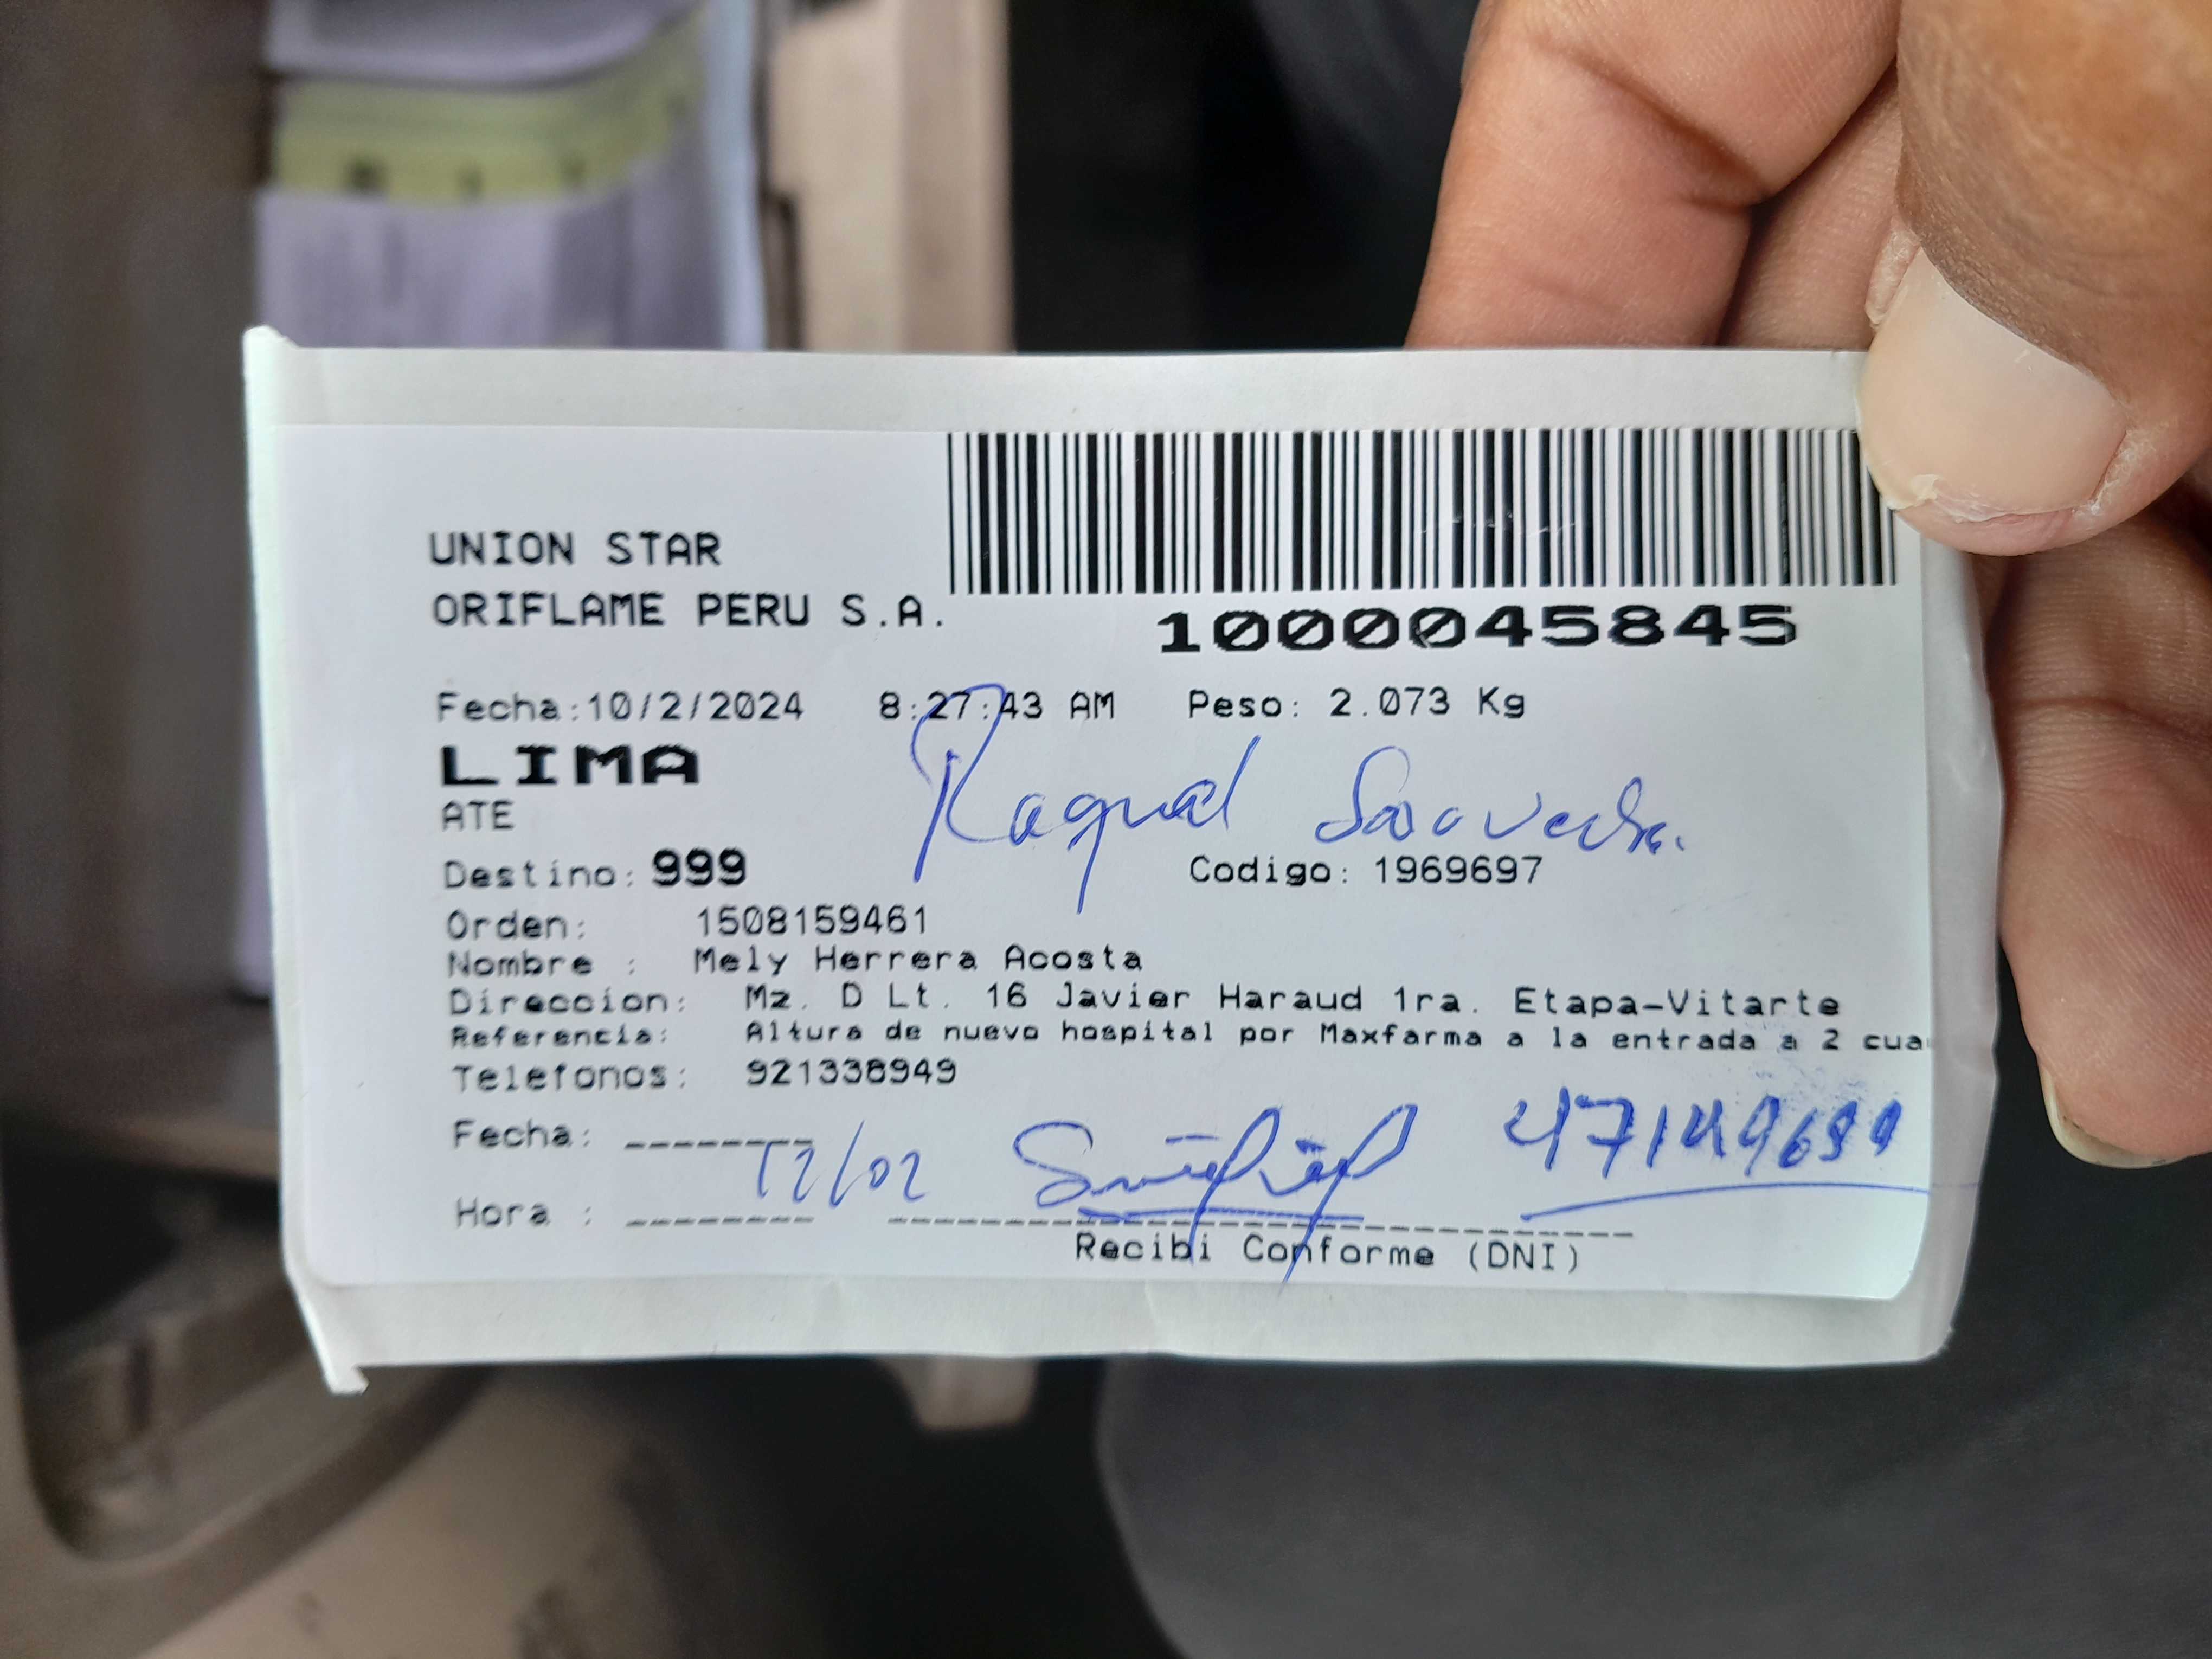 UNION STAR
ORIFLAME PERU S.A.
1000045845
Fecha:10/2/2024 8:27:43 AM Peso: 2.073 Kg
LIMA
ATE
Raquel Saavedra.
Destino: 999 Codigo: 1969697
Orden: 1508159461
Nombre : Mely Herrera Acosta
Direccion: Mz. D Lt. 16 Javier Haraud 1ra. Etapa-Vitarte
Referencia: Altura de nuevo hospital por Maxfarma a la entrada a 2 cua
Telefonos: 921338949
Fecha:
12/02
Hora :
Recibi Conforme (DNI)